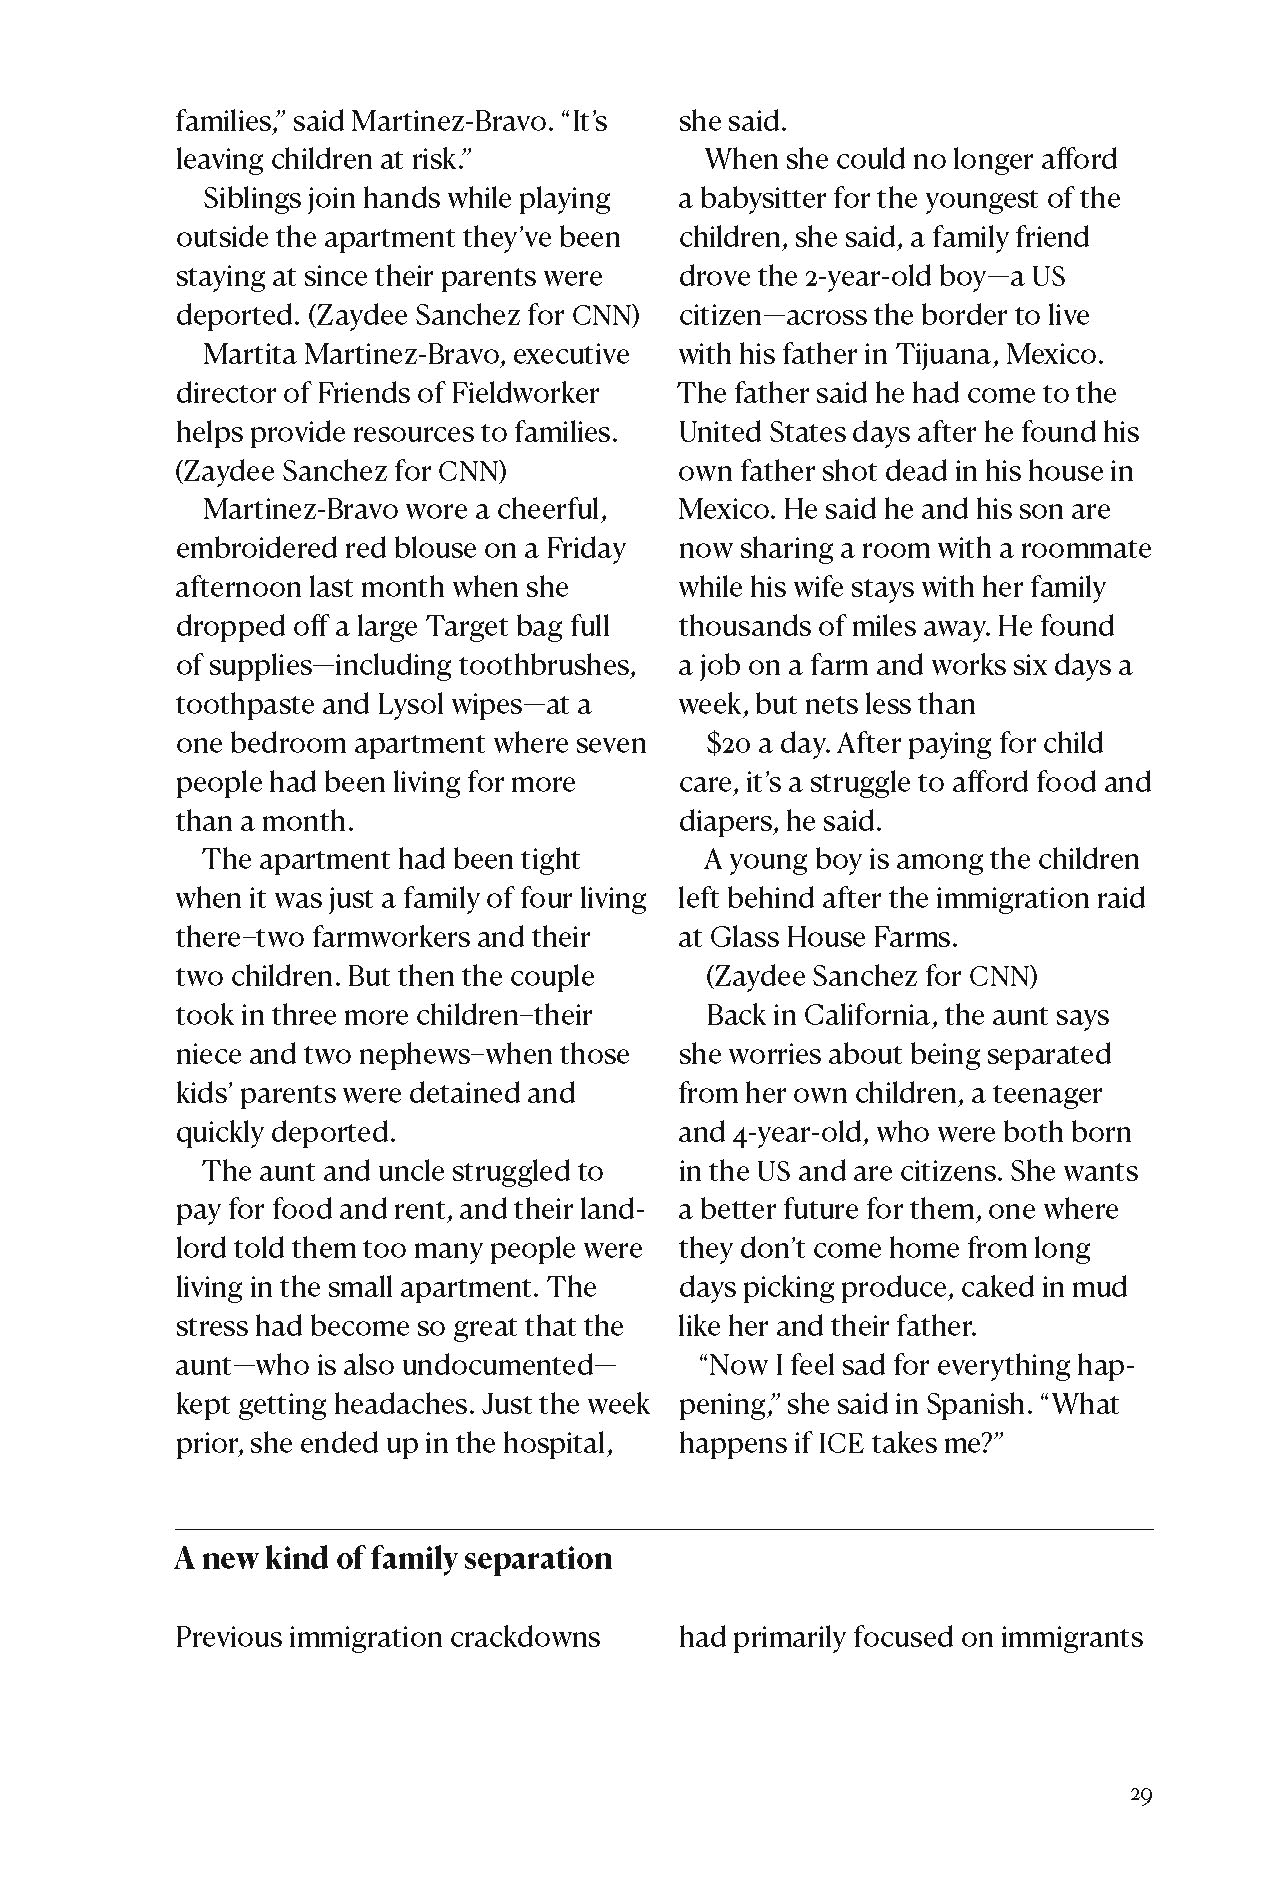 families,” said Martinez-Bravo. “It’s
leaving children at risk.”
Siblings join hands while playing
outside the apartment they’ve been
staying at since their parents were
deported. (Zaydee Sanchez for CNN)
Martita Martinez-Bravo, executive
director of Friends of Fieldworker
helps provide resources to families.
(Zaydee Sanchez for CNN)
Martinez-Bravo wore a cheerful,
embroidered red blouse on a Friday
afternoon last month when she
dropped off a large Target bag full
of supplies—including toothbrushes,
toothpaste and Lysol wipes—at a
one bedroom apartment where seven
people had been living for more
than a month.
The apartment had been tight
when it was just a family of four living
there–two farmworkers and their
two children. But then the couple
took in three more children–their
niece and two nephews–when those
kids’ parents were detained and
quickly deported.
The aunt and uncle struggled to
pay for food and rent, and their land-
lord told them too many people were
living in the small apartment. The
stress had become so great that the
aunt—who is also undocumented—
kept getting headaches. Just the week
prior, she ended up in the hospital,
she said.
When she could no longer afford
a babysitter for the youngest of the
children, she said, a family friend
drove the 2-year-old boy—a US
citizen—across the border to live
with his father in Tijuana, Mexico.
The father said he had come to the
United States days after he found his
own father shot dead in his house in
Mexico. He said he and his son are
now sharing a room with a roommate
while his wife stays with her family
thousands of miles away. He found
a job on a farm and works six days a
week, but nets less than
$20 a day. After paying for child
care, it’s a struggle to afford food and
diapers, he said.
A young boy is among the children
left behind after the immigration raid
at Glass House Farms.
(Zaydee Sanchez for CNN)
Back in California, the aunt says
she worries about being separated
from her own children, a teenager
and 4-year-old, who were both born
in the US and are citizens. She wants
a better future for them, one where
they don’t come home from long
days picking produce, caked in mud
like her and their father.
“Now I feel sad for everything hap-
pening,” she said in Spanish. “What
happens if ICE takes me?”
A new kind of family separation
Previous immigration crackdowns
had primarily focused on immigrants
29